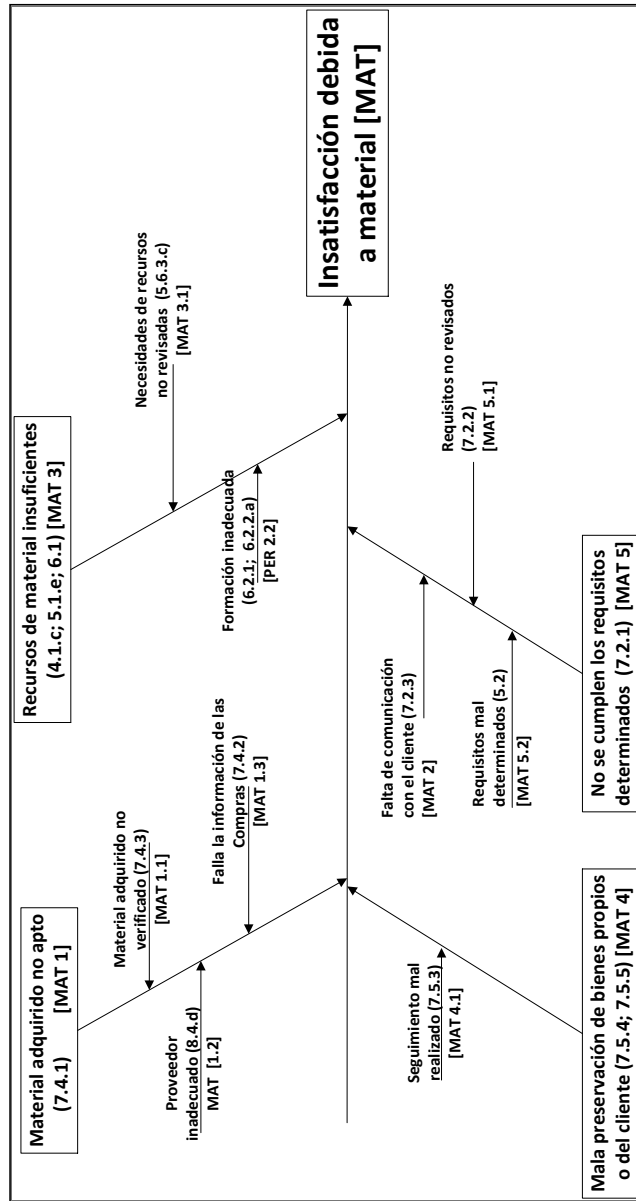 Material adquirido no apto
(7.4.1) [MAT 1]
Material adquirido no
verificado (7.4.3)
[MAT 1.1]
Proveedor
inadecuado (8.4.d)
MAT [1.2]
Falla la información de las
Compras (7.4.2)
[MAT 1.3]
Recursos de material insuficientes
(4.1.c; 5.1.e; 6.1) [MAT 3]
Necesidades de recursos
no revisadas (5.6.3.c)
[MAT 3.1]
Formación inadecuada
(6.2.1; 6.2.2.a)
[PER 2.2]
Insatisfacción debida
a material [MAT]
Seguimiento mal
realizado (7.5.3)
[MAT 4.1]
Mala preservación de bienes propios
o del cliente (7.5.4; 7.5.5) [MAT 4]
Falta de comunicación
con el cliente (7.2.3)
[MAT 2]
Requisitos mal
determinados (5.2)
[MAT 5.2]
Requisitos no revisados
(7.2.2)
[MAT 5.1]
No se cumplen los requisitos
determinados (7.2.1) [MAT 5]